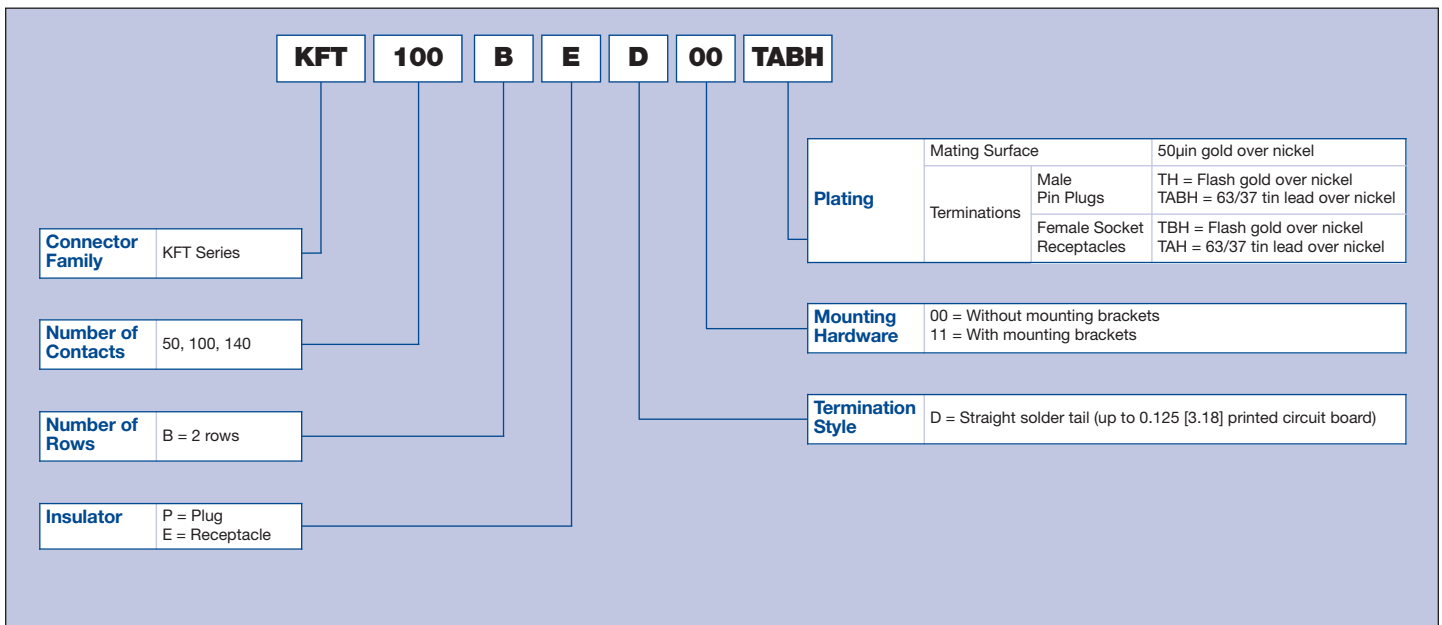 KFT 100 B E D 00 TABH
Plating
Mating Surface
50µin gold over nickel
Terminations
Male
Pin Plugs
TH = Flash gold over nickel
TABH = 63/37 tin lead over nickel
Female Socket
Receptacles
TBH = Flash gold over nickel
TAH = 63/37 tin lead over nickel
Connector
Family
KFT Series
Number of
Contacts
50, 100, 140
Mounting
Hardware
00 = Without mounting brackets
11 = With mounting brackets
Number of
Rows
B = 2 rows
Termination
Style
D = Straight solder tail (up to 0.125 [3.18] printed circuit board)
Insulator
P = Plug
E = Receptacle